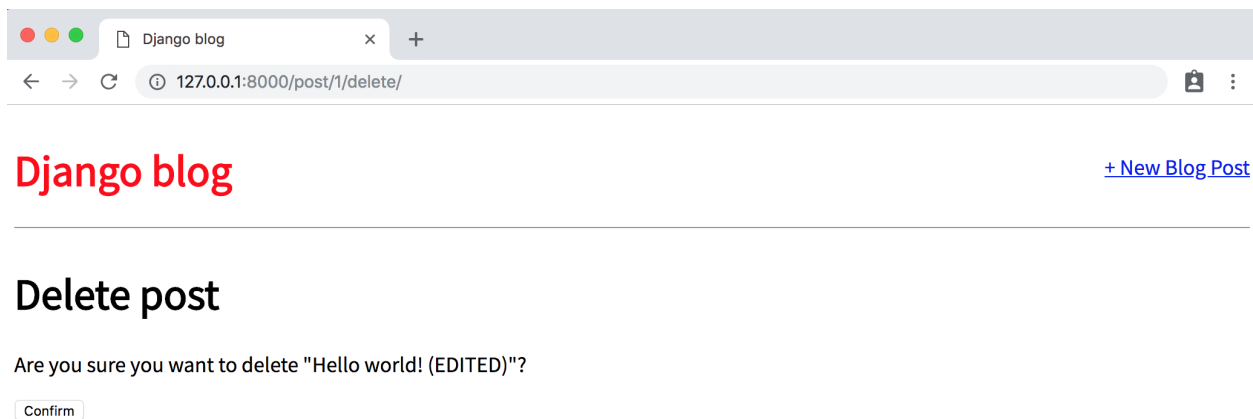 Django blog
127.0.0.1:8000/post/1/delete/
Django blog
+ New Blog Post
Delete post
Are you sure you want to delete "Hello world! (EDITED)"?
Confirm